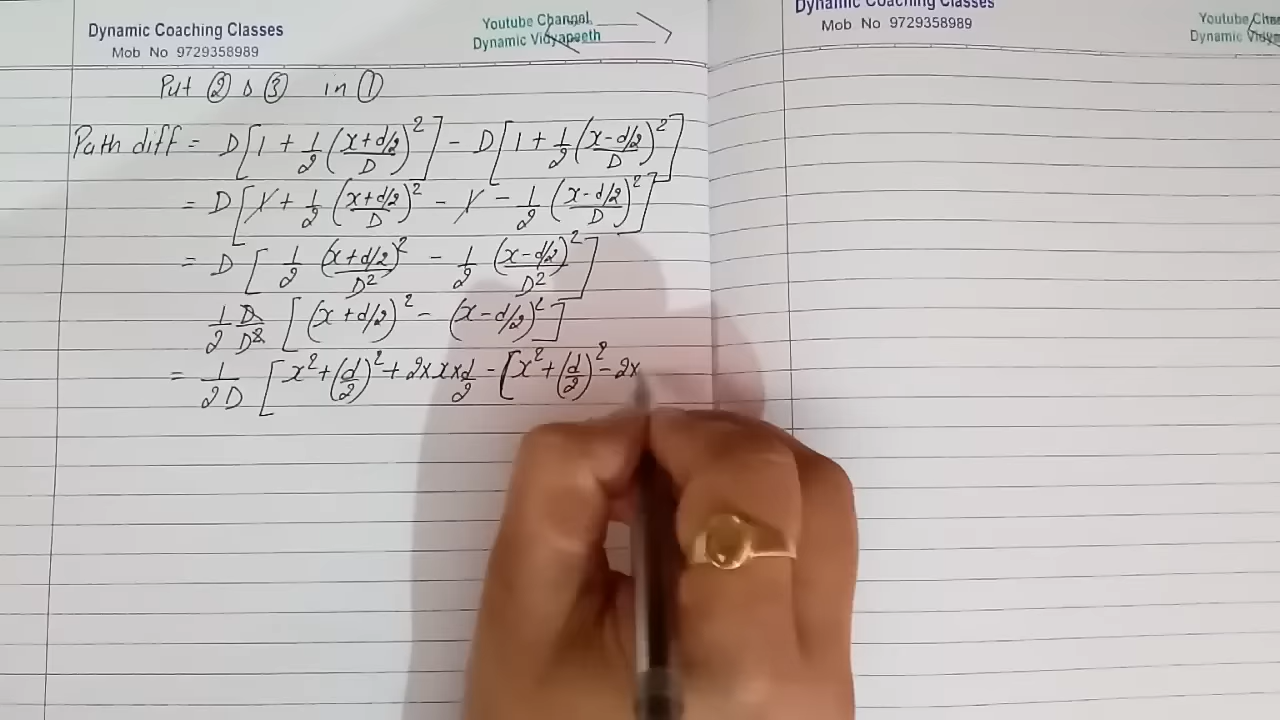 Dynamic Coaching Classes
Mob No 9729358989
Youtube Channel
Dynamic Vidyapeeth
Dynamic Coaching Classes
Mob No 9729358989
Youtube
Dynamic
Put ② & ③ in ①
Path diff = D[1 + 1/2 ((x+d/2)/D)²] - D[1 + 1/2 ((x-d/2)/D)²]
= D[1 + 1/2 ((x+d/2)/D)² - 1 - 1/2 ((x-d/2)/D)²]
= D [ 1/2 (x+d/2)²/D² - 1/2 (x-d/2)²/D² ]
1/2 D/D² [ (x+d/2)² - (x-d/2)² ]
= 1/2D [ x² + (d/2)² + 2×x×d/2 - [ x² + (d/2)² - 2×